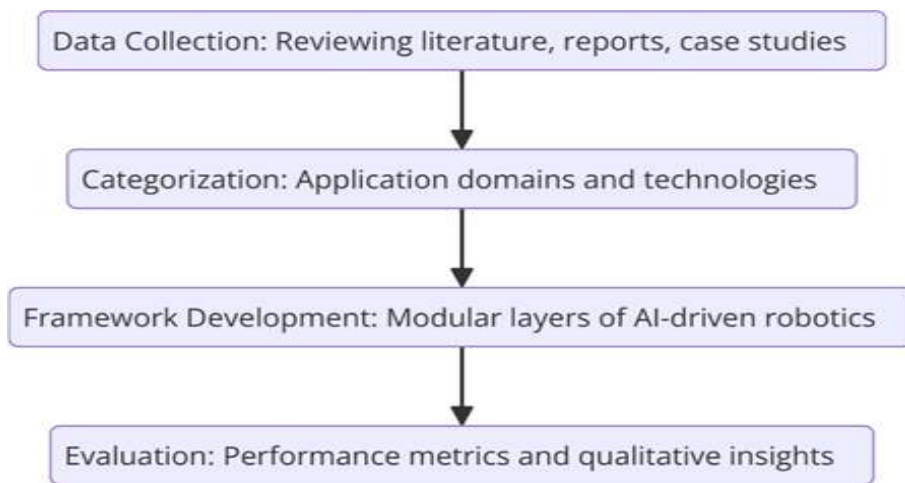 Data Collection: Reviewing literature, reports, case studies
Categorization: Application domains and technologies
Framework Development: Modular layers of AI-driven robotics
Evaluation: Performance metrics and qualitative insights